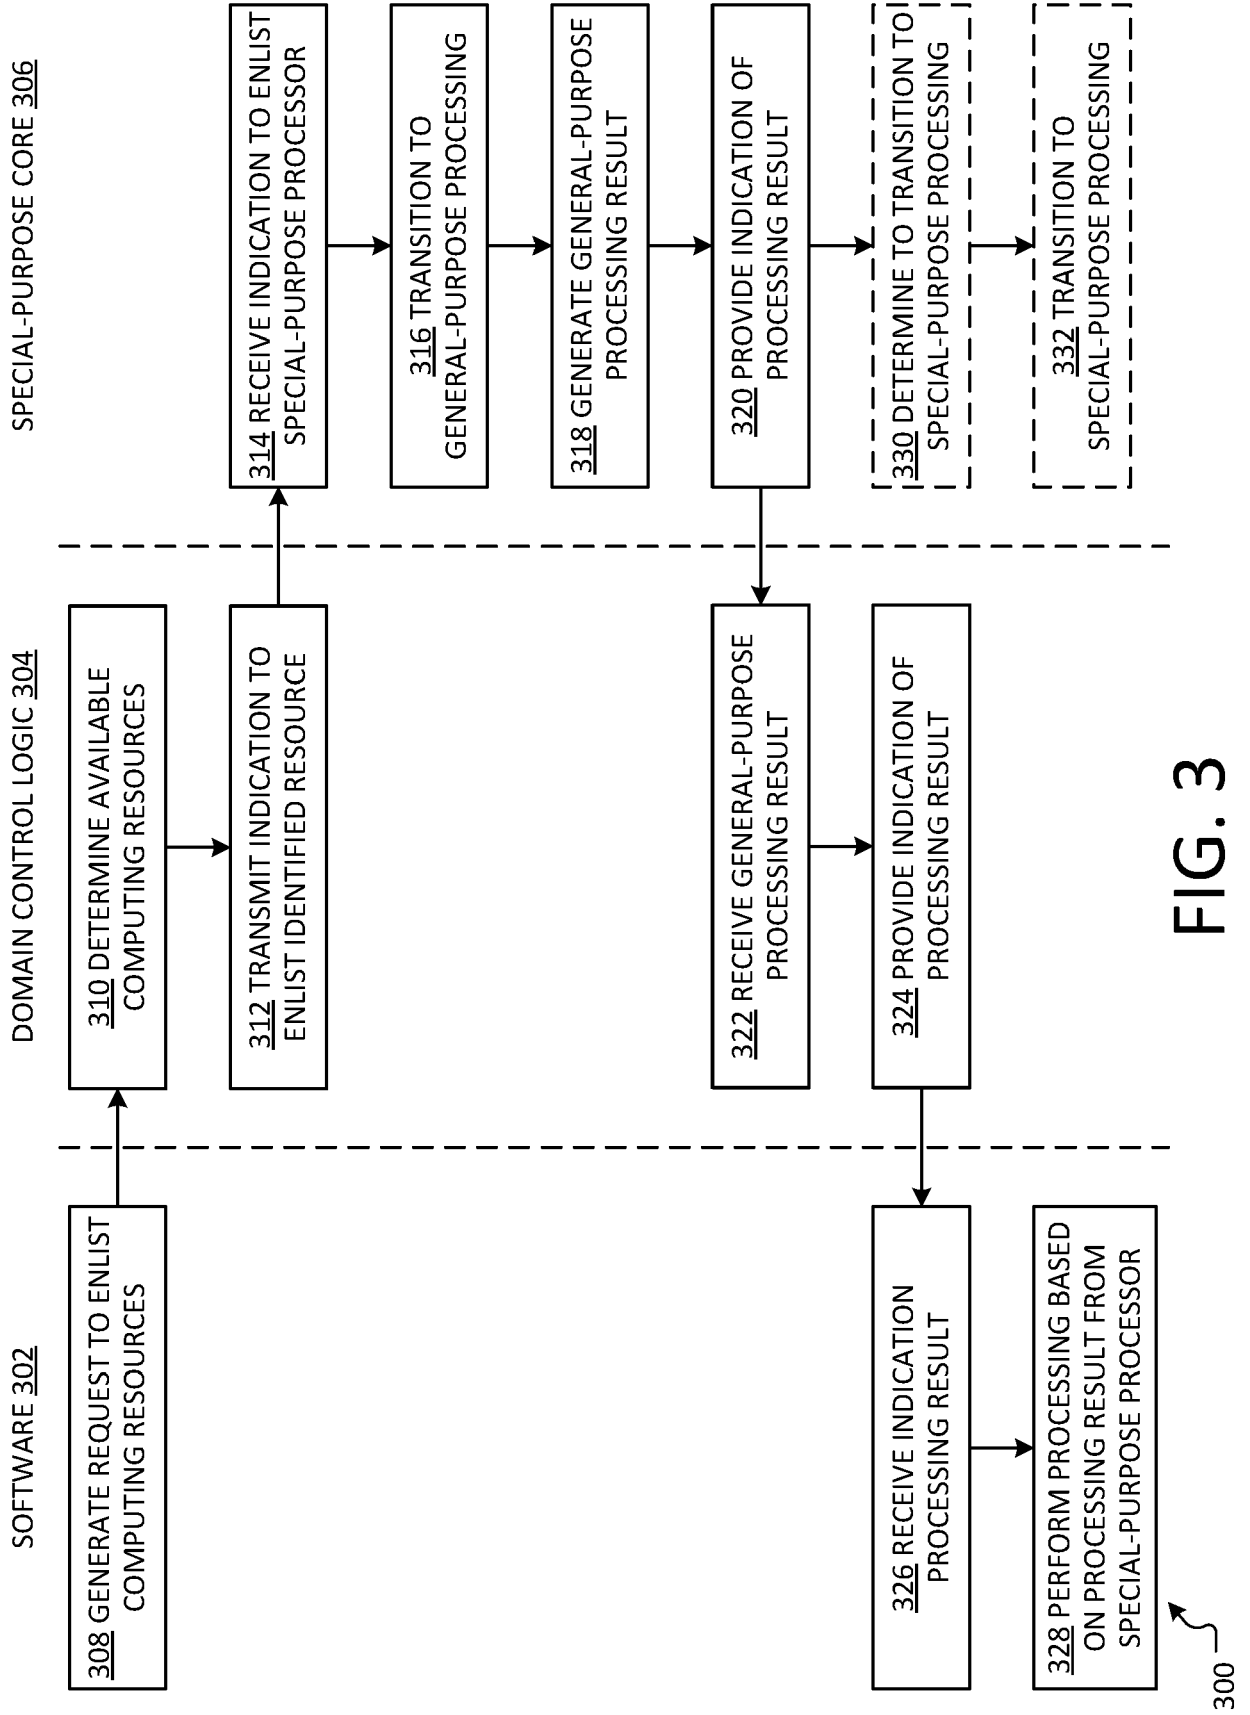 SOFTWARE 302
DOMAIN CONTROL LOGIC 304
SPECIAL-PURPOSE CORE 306
308 GENERATE REQUEST TO ENLIST
COMPUTING RESOURCES
310 DETERMINE AVAILABLE
COMPUTING RESOURCES
312 TRANSMIT INDICATION TO
ENLIST IDENTIFIED RESOURCE
314 RECEIVE INDICATION TO ENLIST
SPECIAL-PURPOSE PROCESSOR
316 TRANSITION TO
GENERAL-PURPOSE PROCESSING
318 GENERATE GENERAL-PURPOSE
PROCESSING RESULT
320 PROVIDE INDICATION OF
PROCESSING RESULT
322 RECEIVE GENERAL-PURPOSE
PROCESSING RESULT
324 PROVIDE INDICATION OF
PROCESSING RESULT
326 RECEIVE INDICATION
PROCESSING RESULT
328 PERFORM PROCESSING BASED
ON PROCESSING RESULT FROM
SPECIAL-PURPOSE PROCESSOR
330 DETERMINE TO TRANSITION TO
SPECIAL-PURPOSE PROCESSING
332 TRANSITION TO
SPECIAL-PURPOSE PROCESSING
300
FIG. 3